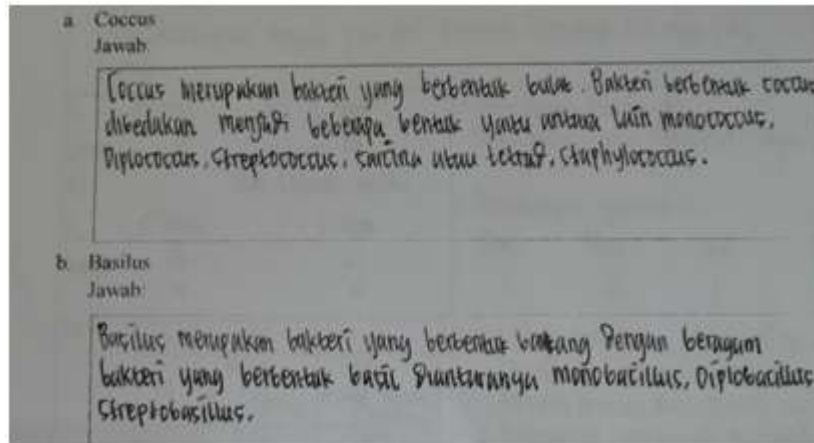 a. Coccus
Jawab:
Coccus merupakan bakteri yang berbentuk bulat. Bakteri berbentuk coccus
dibedakan menjadi beberapa bentuk yaitu antara lain monococcus,
Diplococcus, Streptococcus, sarcina atau tetrad, Staphylococcus.
b. Basilus
Jawab:
Basilus merupakan bakteri yang berbentuk batang dengan beragam
bakteri yang berbentuk basil diantaranya monobacillus, Diplobacillus
Streptobasillus.